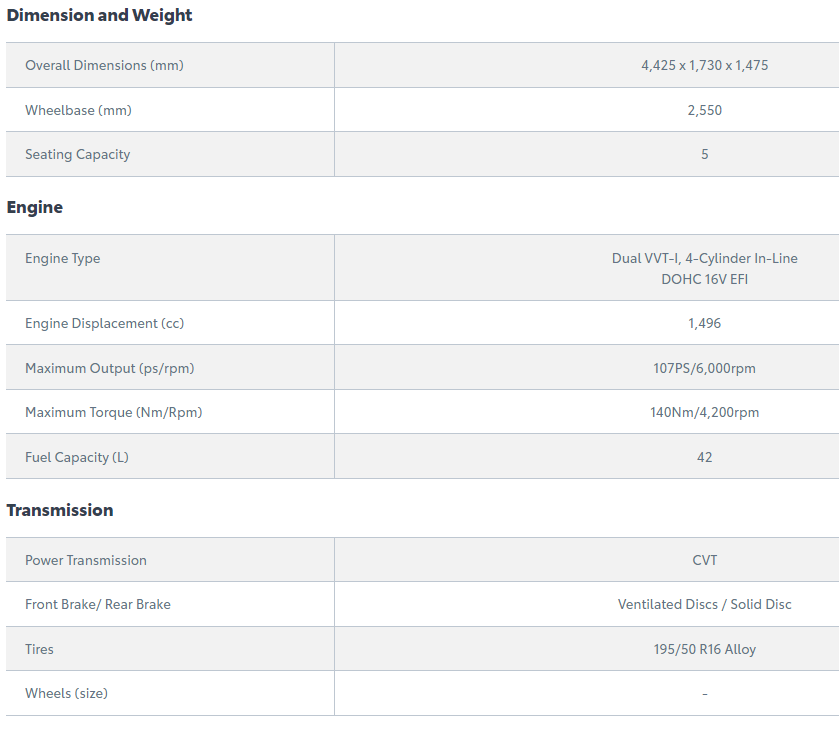 Dimension and Weight
Overall Dimensions (mm) 4,425 x 1,730 x 1,475
Wheelbase (mm) 2,550
Seating Capacity 5
Engine
Engine Type Dual VVT-I, 4-Cylinder In-Line
DOHC 16V EFI
Engine Displacement (cc) 1,496
Maximum Output (ps/rpm) 107PS/6,000rpm
Maximum Torque (Nm/Rpm) 140Nm/4,200rpm
Fuel Capacity (L) 42
Transmission
Power Transmission CVT
Front Brake/ Rear Brake Ventilated Discs / Solid Disc
Tires 195/50 R16 Alloy
Wheels (size) -